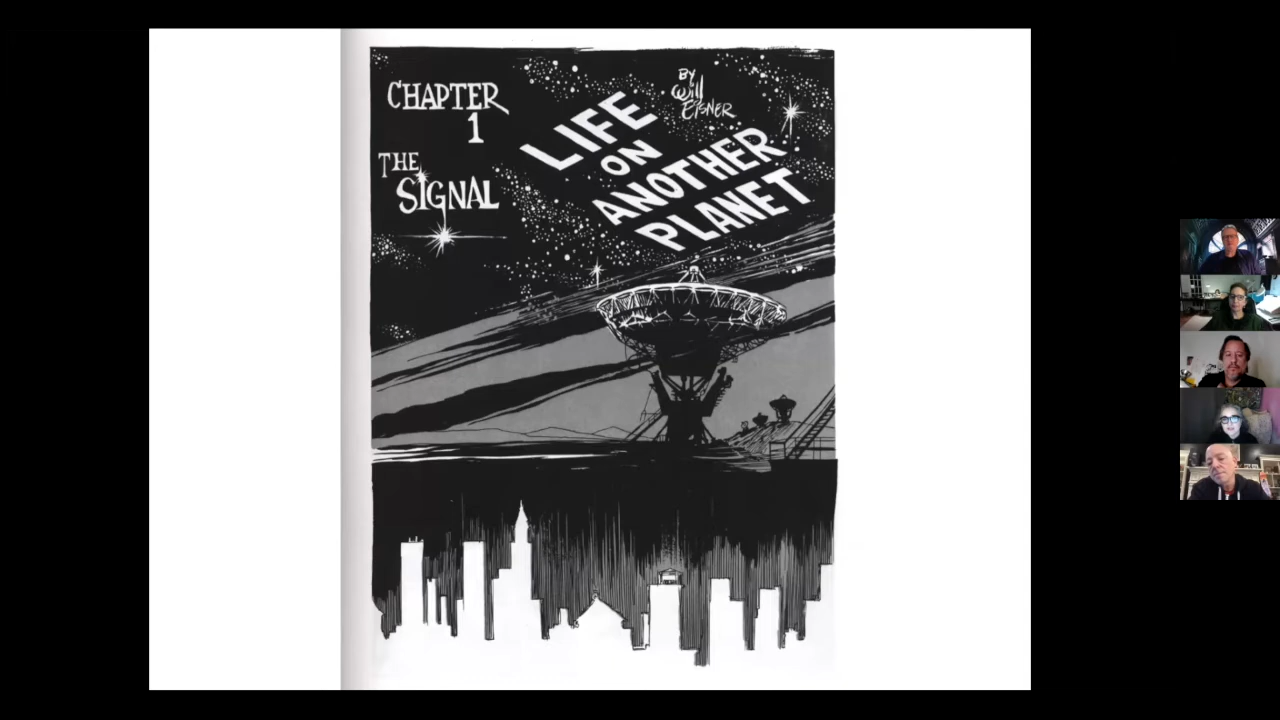 CHAPTER
1
THE
SIGNAL
LIFE
ON
ANOTHER
PLANET
BY
Will
EISNER